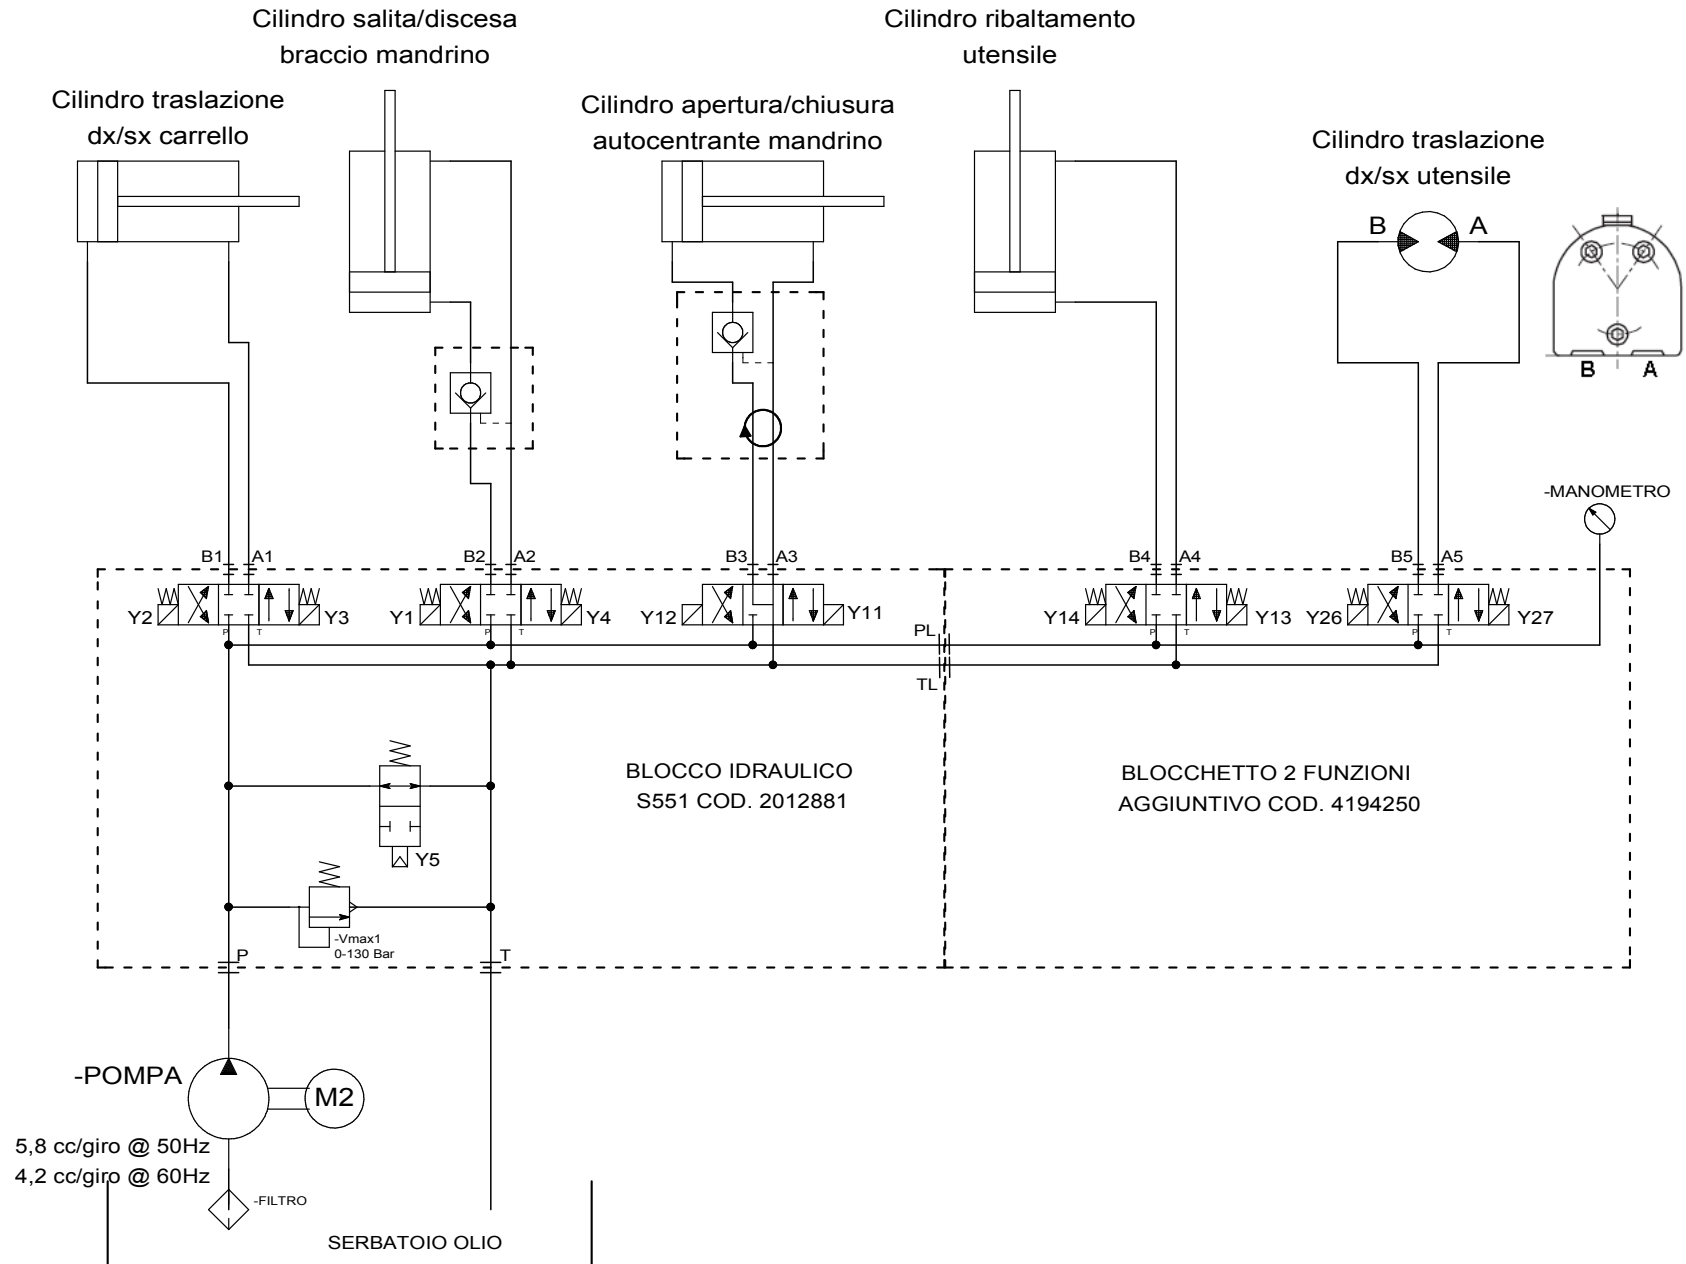 Cilindro salita/discesa
braccio mandrino
Cilindro ribaltamento
utensile
Cilindro traslazione
dx/sx carrello
Cilindro apertura/chiusura
autocentrante mandrino
Cilindro traslazione
dx/sx utensile
B
A
B
A
-MANOMETRO
B1
A1
B2
A2
B3
A3
B4
A4
B5
A5
Y2
Y3
Y1
Y4
Y12
Y11
Y14
Y13
Y26
Y27
P
T
P
T
P
T
P
T
PL
TL
BLOCCO IDRAULICO
S551 COD. 2012881
BLOCCHETTO 2 FUNZIONI
AGGIUNTIVO COD. 4194250
Y5
-Vmax1
0-130 Bar
P
T
-POMPA
M2
5,8 cc/giro @ 50Hz
4,2 cc/giro @ 60Hz
-FILTRO
SERBATOIO OLIO